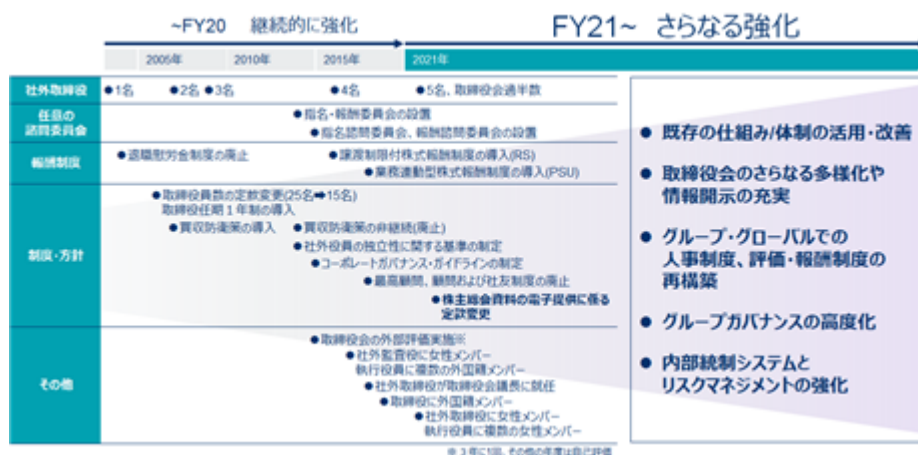 ~FY20 継続的に強化
FY21~ さらなる強化
2005年 2010年 2015年 2021年
社外取締役
●1名 ●2名 ●3名 ●4名 ●5名、取締役会過半数
任意の
諮問委員会
●指名・報酬委員会の設置
●指名諮問委員会、報酬諮問委員会の設置
報酬制度
●退職慰労金制度の廃止
●譲渡制限付株式報酬制度の導入(RS)
●業務連動型株式報酬制度の導入(PSU)
制度・方針
●取締役員数の定款変更(25名➡15名)
取締役任期1年制の導入
●買収防衛策の導入
●買収防衛策の非継続(廃止)
●社外役員の独立性に関する基準の制定
●コーポレートガバナンス・ガイドラインの制定
●最高顧問、顧問および社友制度の廃止
●株主総会資料の電子提供に係る
定款変更
その他
●取締役会の外部評価実施※
●社外監査役に女性メンバー
執行役員に複数の外国籍メンバー
●社外取締役が取締役会議長に就任
●取締役に外国籍メンバー
●社外取締役に女性メンバー
執行役員に複数の女性メンバー
※3年に1回、その他の年度は自己評価
● 既存の仕組み/体制の活用・改善
● 取締役会のさらなる多様化や
情報開示の充実
● グループ・グローバルでの
人事制度、評価・報酬制度の
再構築
● グループガバナンスの高度化
● 内部統制システムと
リスクマネジメントの強化